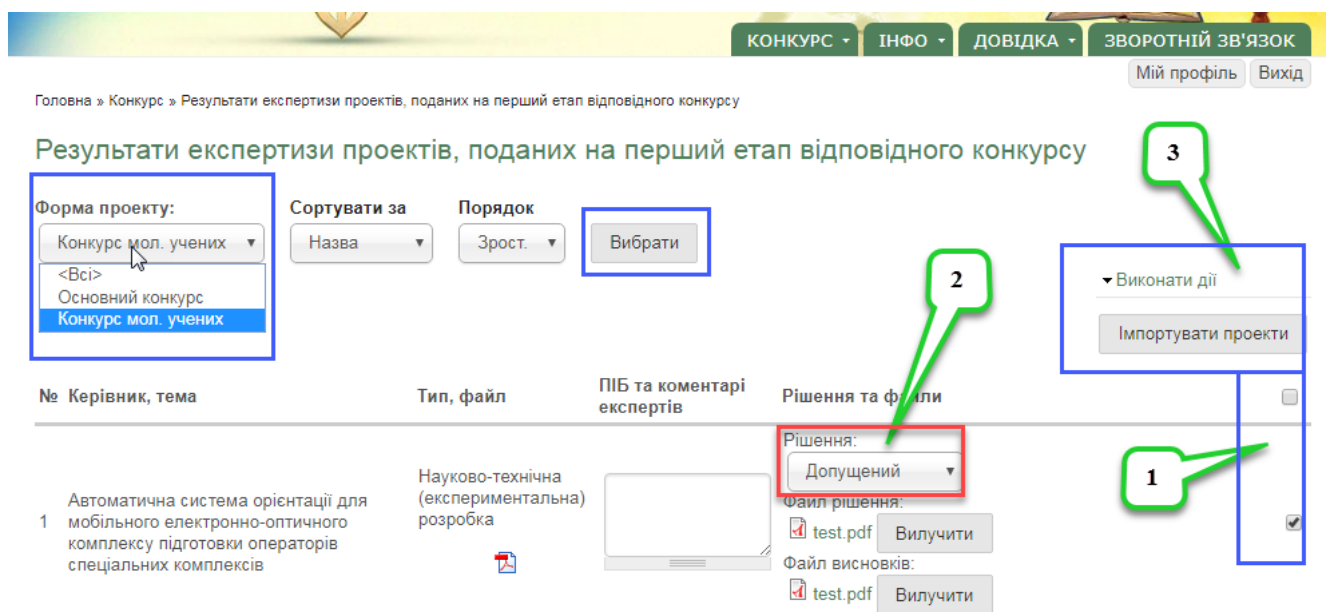 КОНКУРС
ІНФО
ДОВІДКА
ЗВОРОТНІЙ ЗВ'ЯЗОК
Мій профіль
Вихід
Головна » Конкурс » Результати експертизи проектів, поданих на перший етап відповідного конкурсу
Результати експертизи проектів, поданих на перший етап відповідного конкурсу
3
Форма проекту:
Сортувати за
Порядок
Конкурс мол. учених
Назва
Зрост.
Вибрати
<Всі>
Основний конкурс
Конкурс мол. учених
2
Виконати дії
Імпортувати проекти
№ Керівник, тема
Тип, файл
ПІБ та коментарі
експертів
Рішення та файли
Рішення:
Допущений
1
Науково-технічна
(експериментальна)
розробка
Автоматична система орієнтації для
1 мобільного електронно-оптичного
комплексу підготовки операторів
спеціальних комплексів
Файл рішення:
test.pdf
Вилучити
Файл висновків:
test.pdf
Вилучити